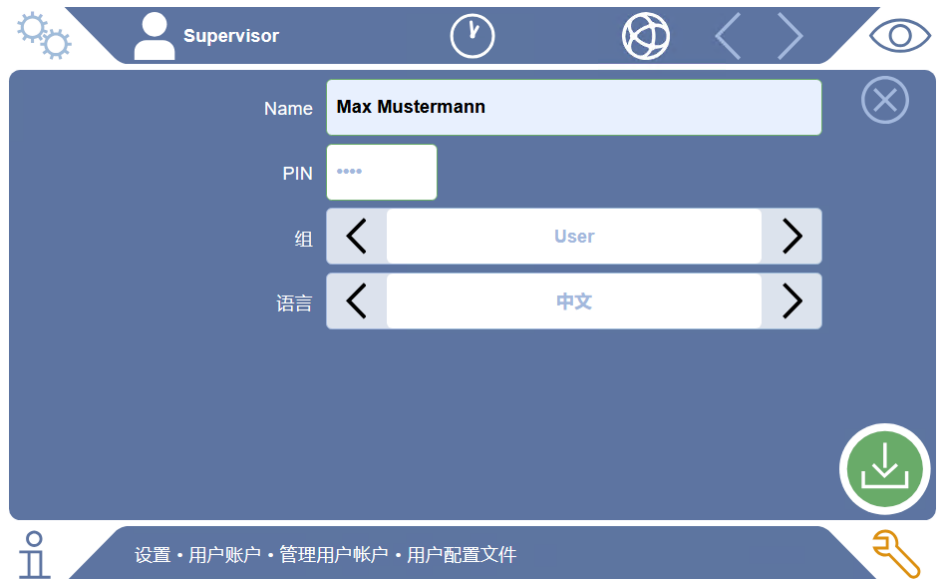 Supervisor
Name Max Mustermann
PIN ••••
组 User
语言 中文
设置 • 用户账户 • 管理用户帐户 • 用户配置文件